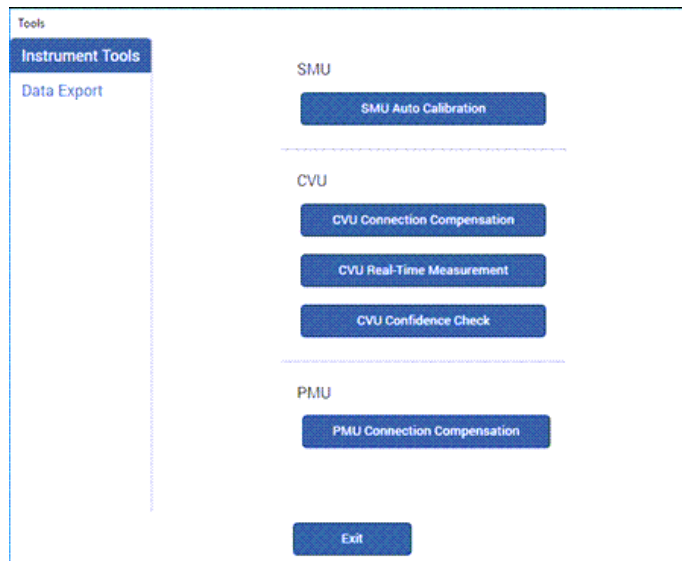 Tools
Instrument Tools
Data Export
SMU
SMU Auto Calibration
CVU
CVU Connection Compensation
CVU Real-Time Measurement
CVU Confidence Check
PMU
PMU Connection Compensation
Exit